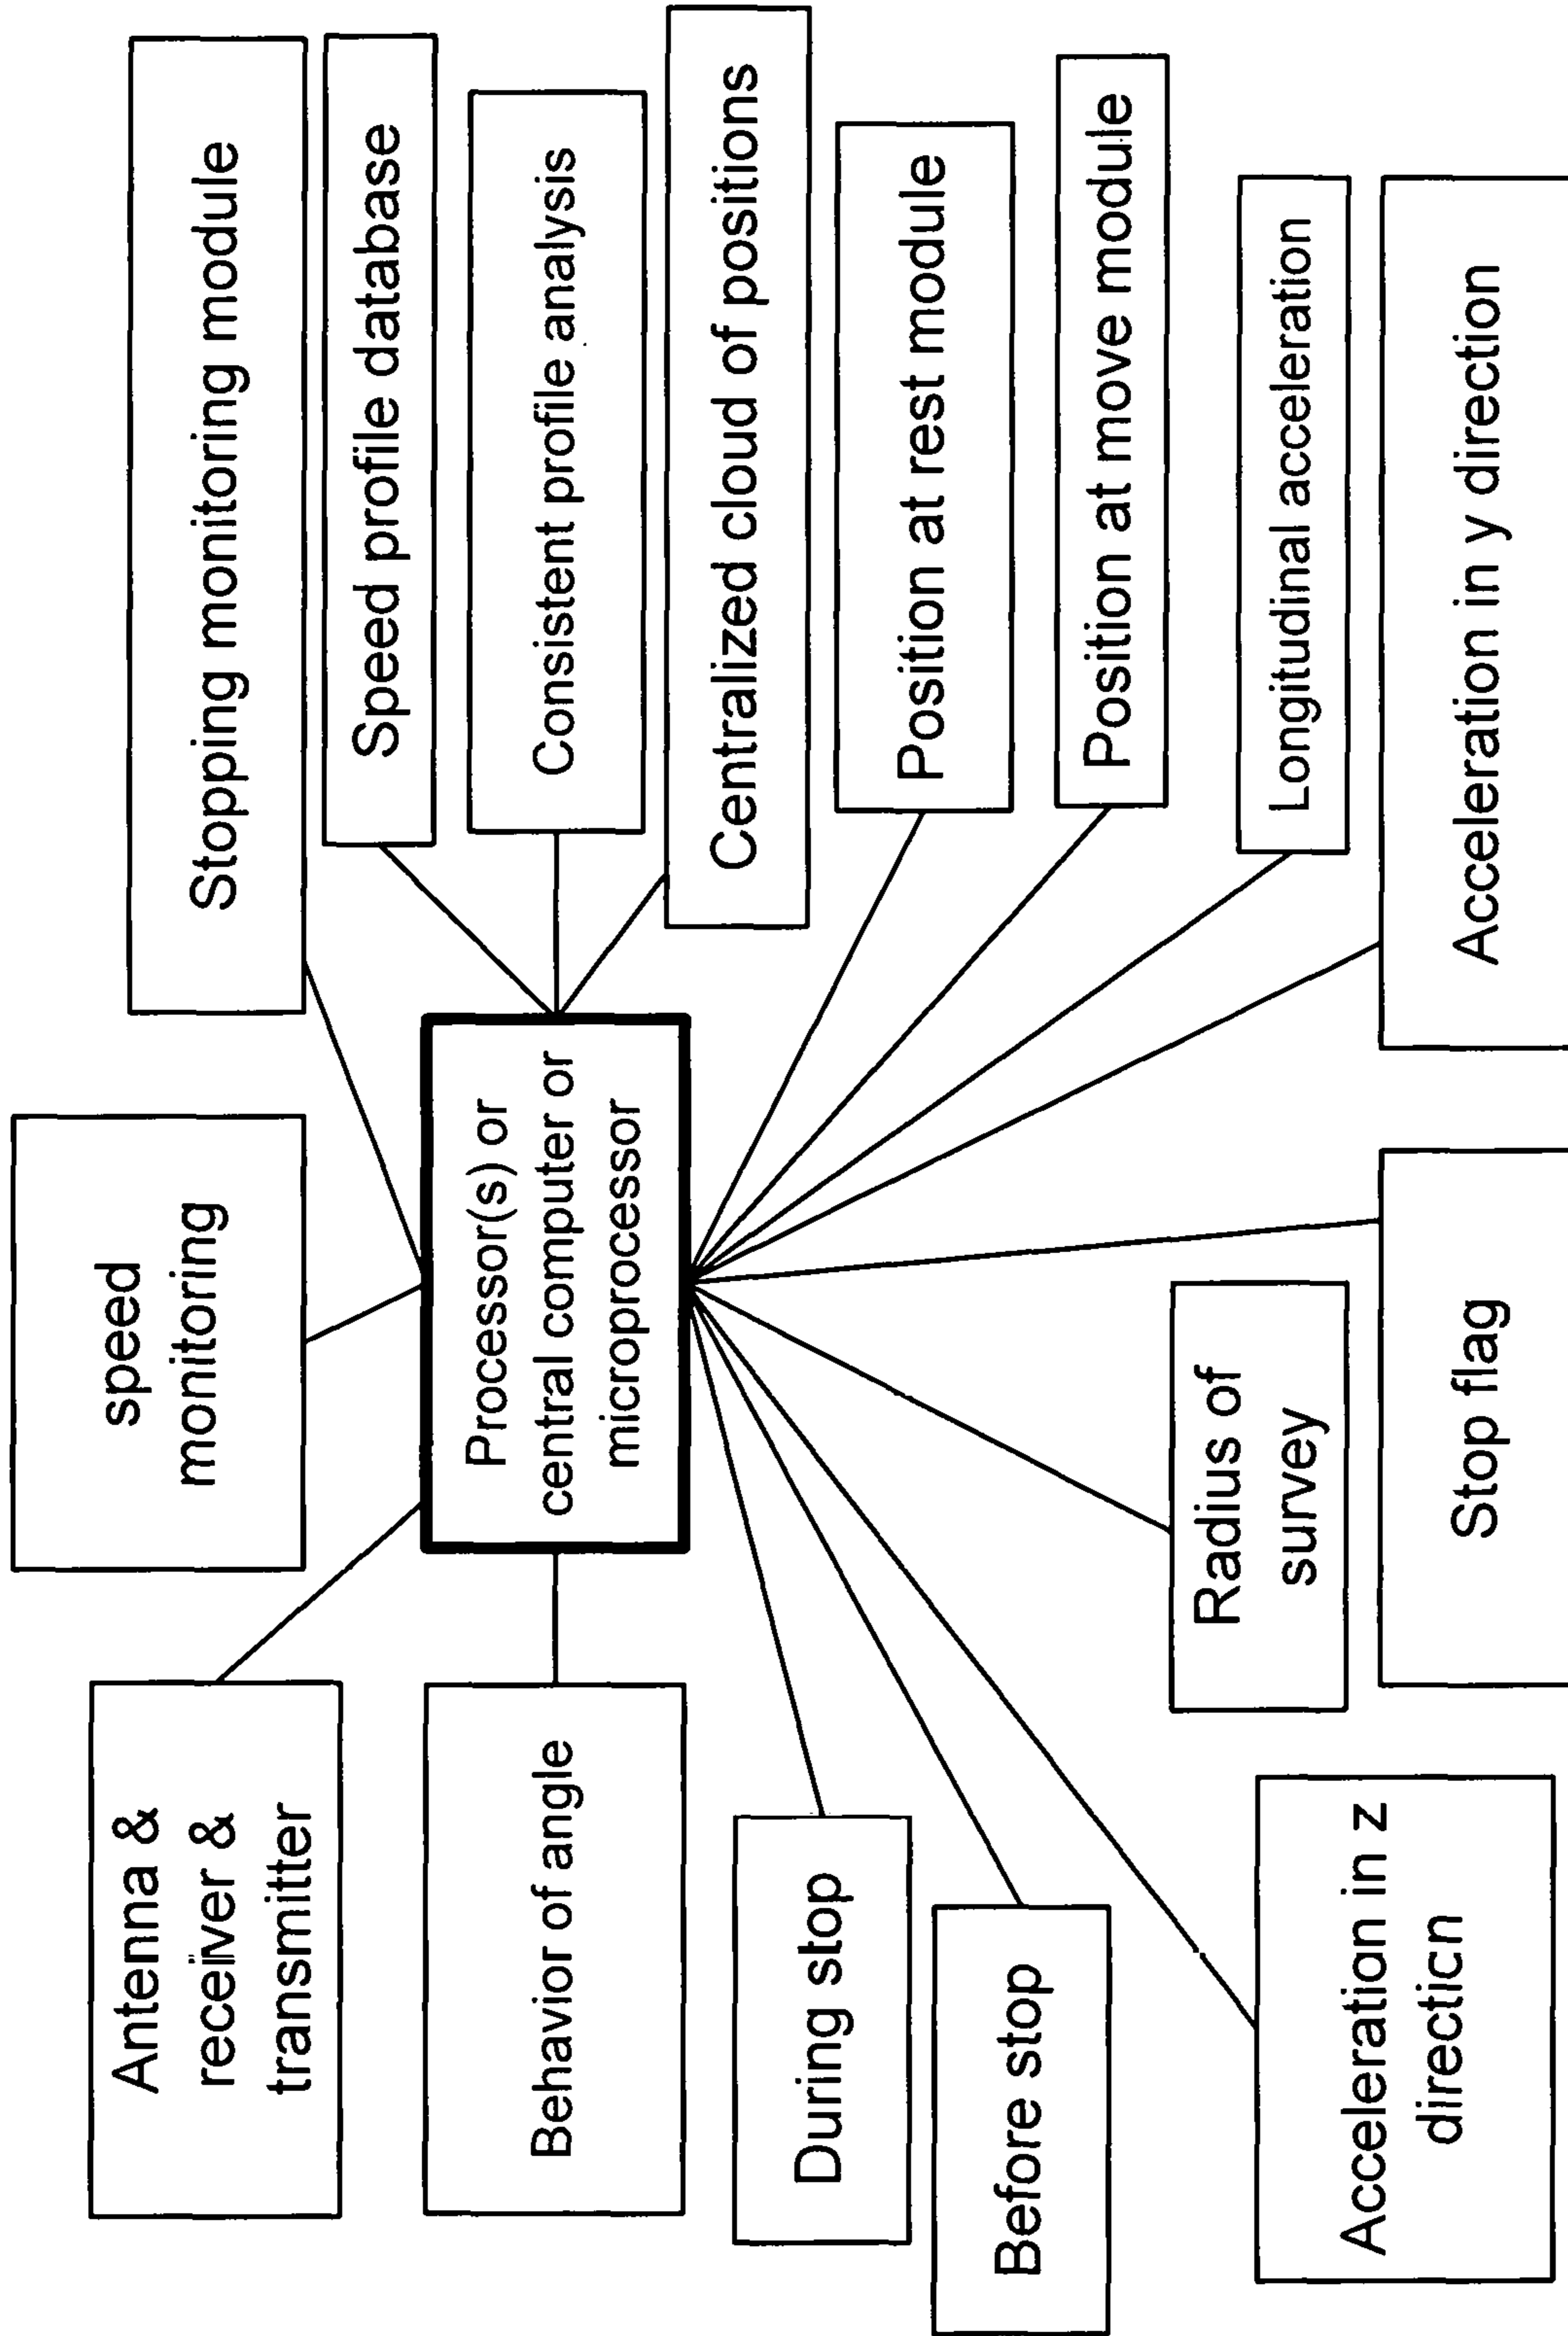 Antenna &
receiver &
transmitter
speed
monitoring
Stopping monitoring module
Speed profile database
Behavior of angle
Processor(s) or
central computer or
microprocessor
Consistent profile analysis
Centralized cloud of positions
During stop
Position at rest module
Before stop
Position at move module
Radius of
survey
Longitudinal acceleration
Acceleration in z
direction
Stop flag
Acceleration in y direction